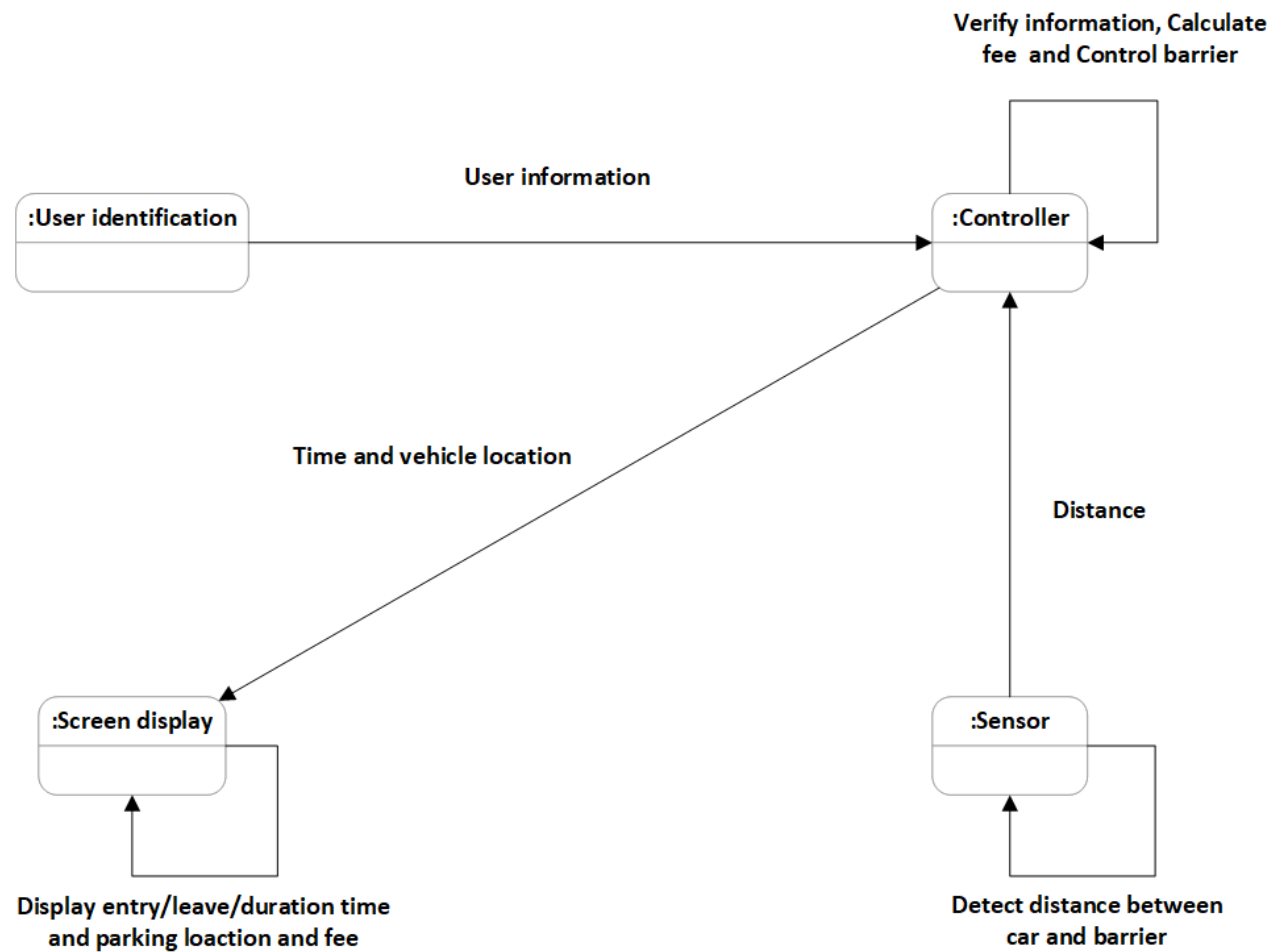 Verify information, Calculate
fee and Control barrier
User information
:User identification
:Controller
Time and vehicle location
Distance
:Screen display
:Sensor
Display entry/leave/duration time
and parking loaction and fee
Detect distance between
car and barrier